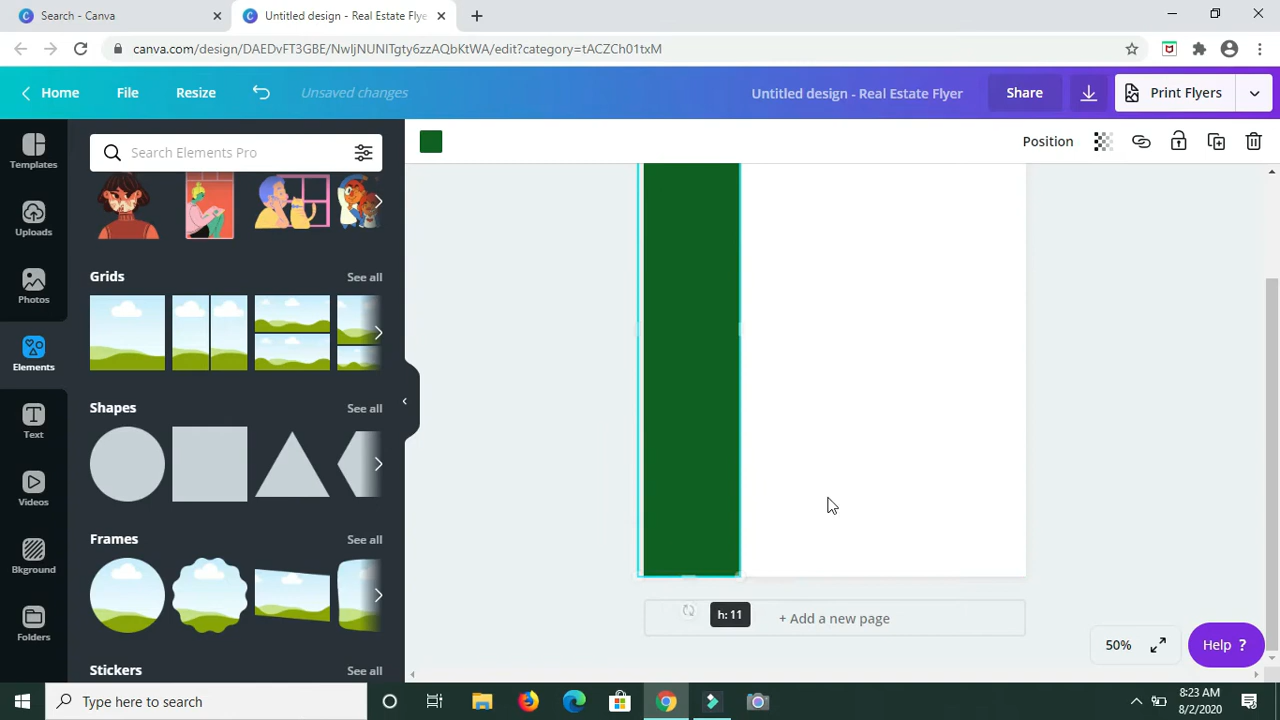 Search - Canva
Untitled design - Real Estate Flye
canva.com/design/DAEDvFT3GBE/NwIjNUNITgty6zzAQbKtWA/edit?category=tACZCh01txM
Home
File
Resize
Unsaved changes
Untitled design - Real Estate Flyer
Share
Print Flyers
Templates
Uploads
Photos
Elements
Text
Videos
Bkground
Folders
Search Elements Pro
Grids
See all
Shapes
See all
Frames
See all
Stickers
See all
Position
h: 11
+ Add a new page
50%
Help ?
Type here to search
8:23 AM
8/2/2020